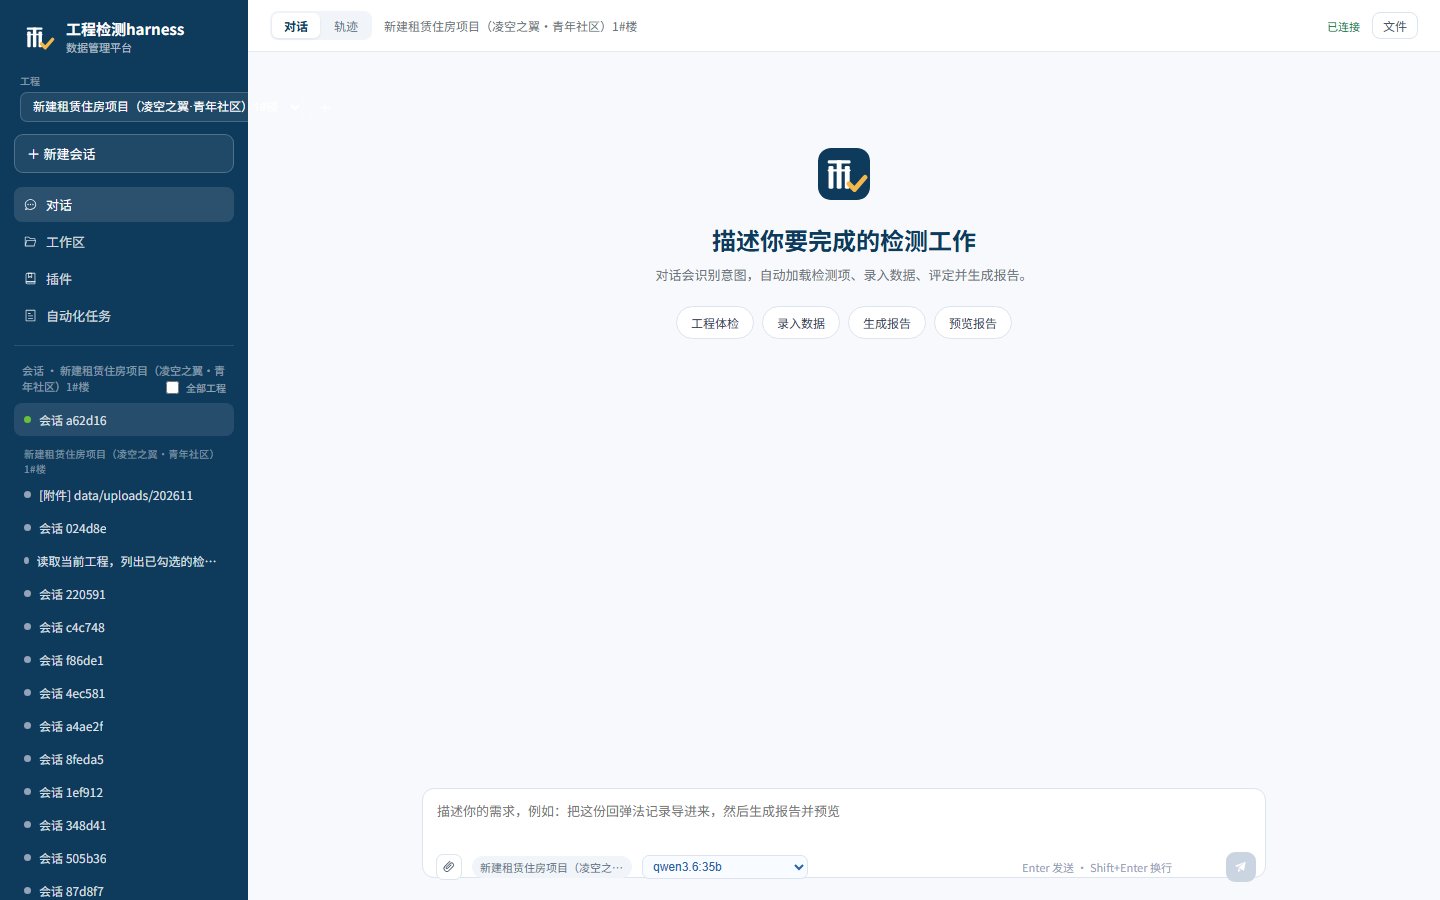 工程检测harness
数据管理平台
工程
新建租赁住房项目（凌空之翼·青年社区）
+ 新建会话
对话
工作区
插件
自动化任务
会话 · 新建租赁住房项目（凌空之翼·青
年社区）1#楼
全部工程
会话 a62d16
新建租赁住房项目（凌空之翼·青年社区）
1#楼
[附件] data/uploads/202611
会话 024d8e
读取当前工程，列出已勾选的检…
会话 220591
会话 c4c748
会话 f86de1
会话 4ec581
会话 a4ae2f
会话 8feda5
会话 1ef912
会话 348d41
会话 505b36
会话 87d8f7
对话 轨迹 新建租赁住房项目（凌空之翼·青年社区）1#楼
已连接 文件
描述你要完成的检测工作
对话会识别意图，自动加载检测项、录入数据、评定并生成报告。
工程体检 录入数据 生成报告 预览报告
描述你的需求，例如：把这份回弹法记录导进来，然后生成报告并预览
新建租赁住房项目（凌空之… qwen3.6:35b Enter 发送 · Shift+Enter 换行